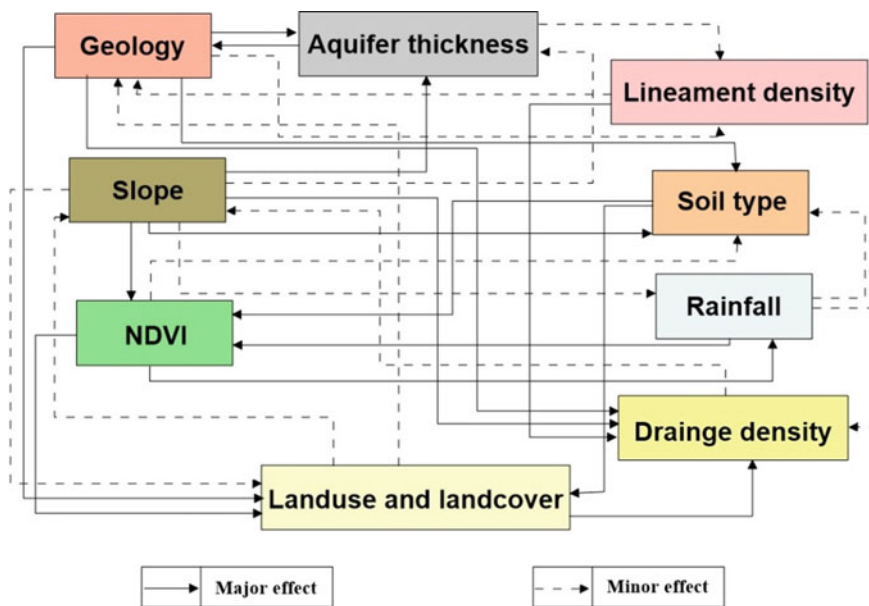 Geology
Aquifer thickness
Lineament density
Slope
Soil type
Rainfall
NDVI
Drainge density
Landuse and landcover
Major effect
Minor effect